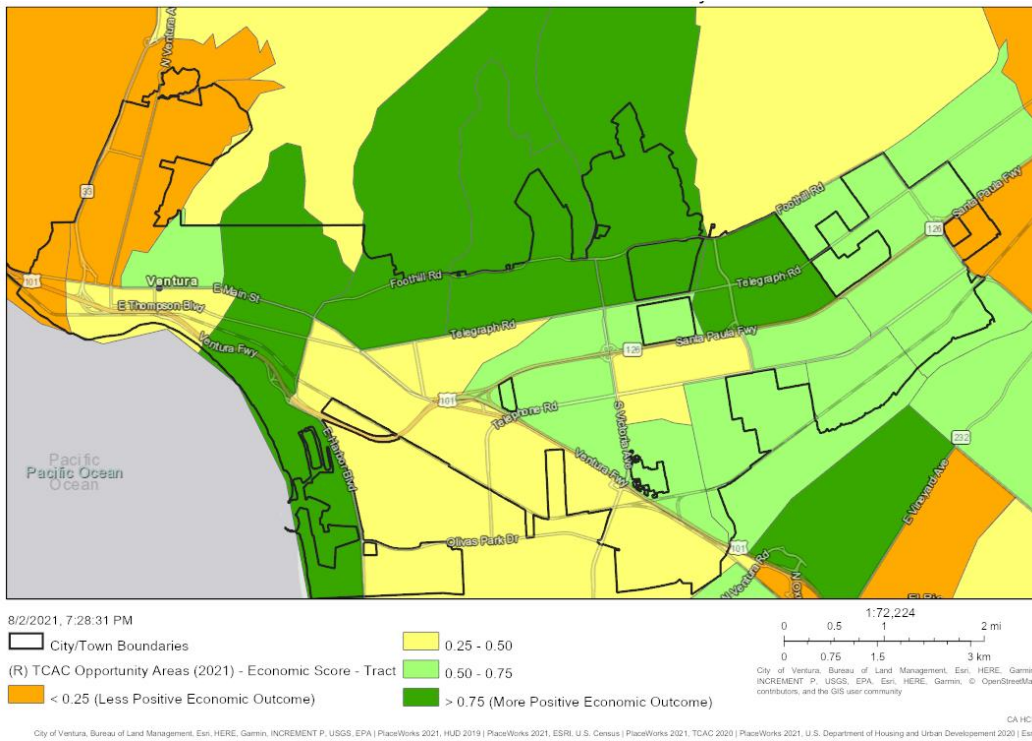 N Ventura A
33
101
Ventura
E Main St
E Thompson Blvd
Ventura Fwy
Foothill Rd
Telegraph Rd
Foothill Rd
Santa Paula Fwy
126
Telegraph Rd
Santa Paula Fwy
126
101
Telephone Rd
S Victoria Ave
Ventura Fwy
E Harbor Blvd
Olivas Park Dr
232
E Vineyard Ave
101
N Ventura Rd
Pacific
Pacific Ocean
Ocean
8/2/2021, 7:28:31 PM
City/Town Boundaries
(R) TCAC Opportunity Areas (2021) - Economic Score - Tract
< 0.25 (Less Positive Economic Outcome)
0.25 - 0.50
0.50 - 0.75
> 0.75 (More Positive Economic Outcome)
1:72,224
0 0.5 1 2 mi
0 0.75 1.5 3 km
City of Ventura, Bureau of Land Management, Esri, HERE, Garmin,
INCREMENT P, USGS, EPA, Esri, HERE, Garmin, © OpenStreetMa
contributors, and the GIS user community
CA HC
City of Ventura, Bureau of Land Management, Esri, HERE, Garmin, INCREMENT P, USGS, EPA | PlaceWorks 2021, HUD 2019 | PlaceWorks 2021, ESRI, U.S. Census | PlaceWorks 2021, TCAC 2020 | PlaceWorks 2021, U.S. Department of Housing and Urban Developement 2020 | Esr